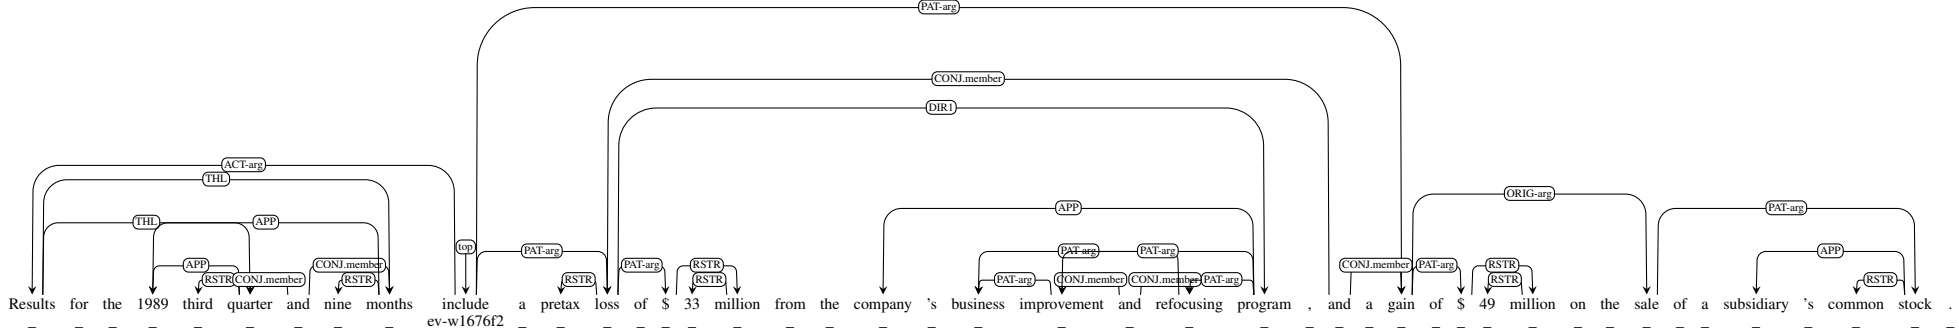 PAT-arg
CONJ.member
DIR1
ACT-arg
THL
ORIG-arg
APP PAT-arg
THL APP
top PAT-arg PAT-arg PAT-arg APP
APP CONJ.member PAT-arg RSTR CONJ.member PAT-arg RSTR
RSTR CONJ.member RSTR RSTR RSTR PAT-arg CONJ.member CONJ.member PAT-arg RSTR RSTR
Results for the 1989 third quarter and nine months include a pretax loss of $ 33 million from the company 's business improvement and refocusing program , and a gain of $ 49 million on the sale of a subsidiary 's common stock .
_ _ _ _ _ _ _ _ _ ev-w1676f2 _ _ _ _ _ _ _ _ _ _ _ _ _ _ _ _ _ _ _ _ _ _ _ _ _ _ _ _ _ _ _ _ _ _